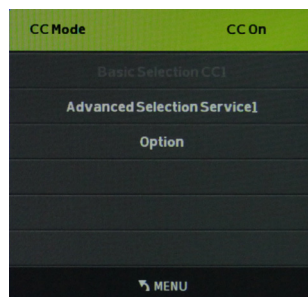 CC Mode CC On
Basic Selection CC1
Advanced Selection Service1
Option
MENU